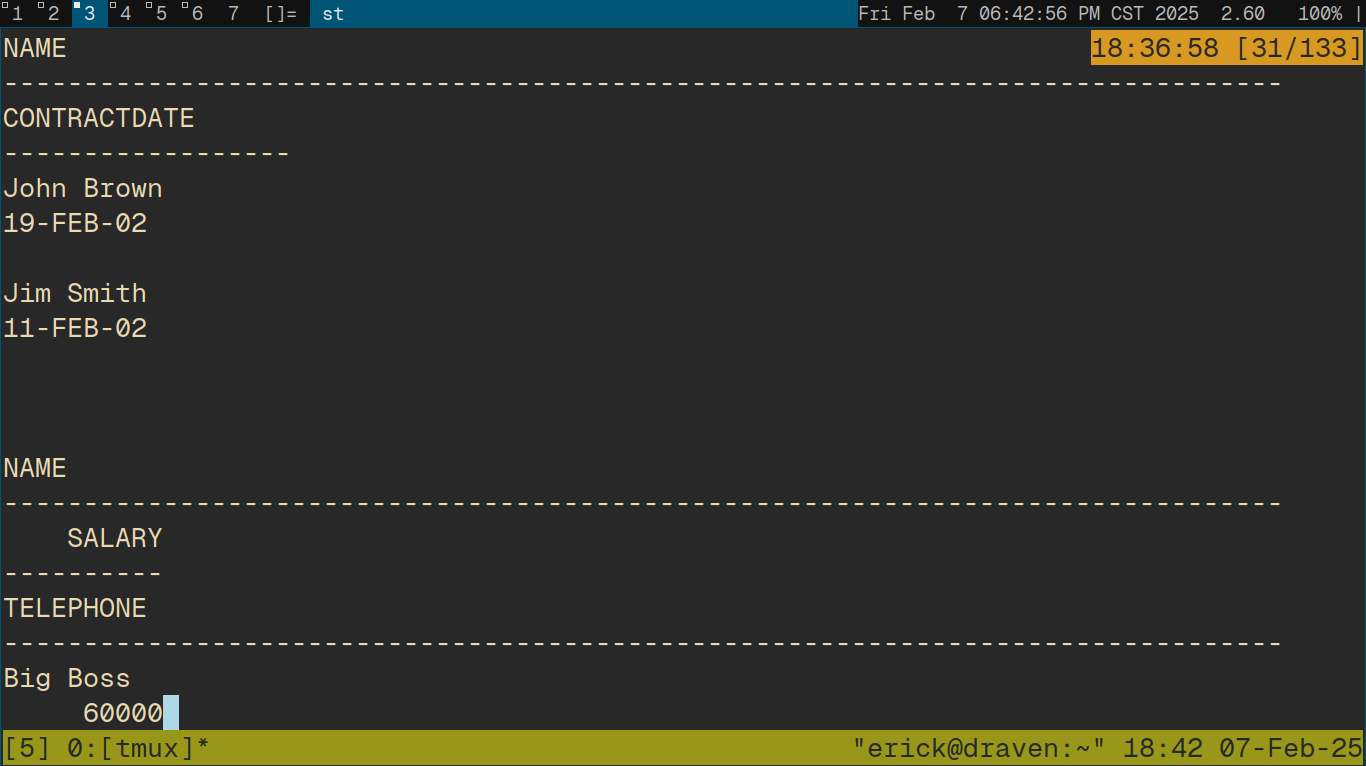 1 2 3 4 5 6 7 []= st Fri Feb 7 06:42:56 PM CST 2025 2.60 100% |
NAME 18:36:58 [31/133]
--------------------------------------------------------------------------------
CONTRACTDATE
------------------
John Brown
19-FEB-02
Jim Smith
11-FEB-02
NAME
--------------------------------------------------------------------------------
SALARY
----------
TELEPHONE
--------------------------------------------------------------------------------
Big Boss
60000
[5] 0:[tmux]* "erick@draven:~" 18:42 07-Feb-25